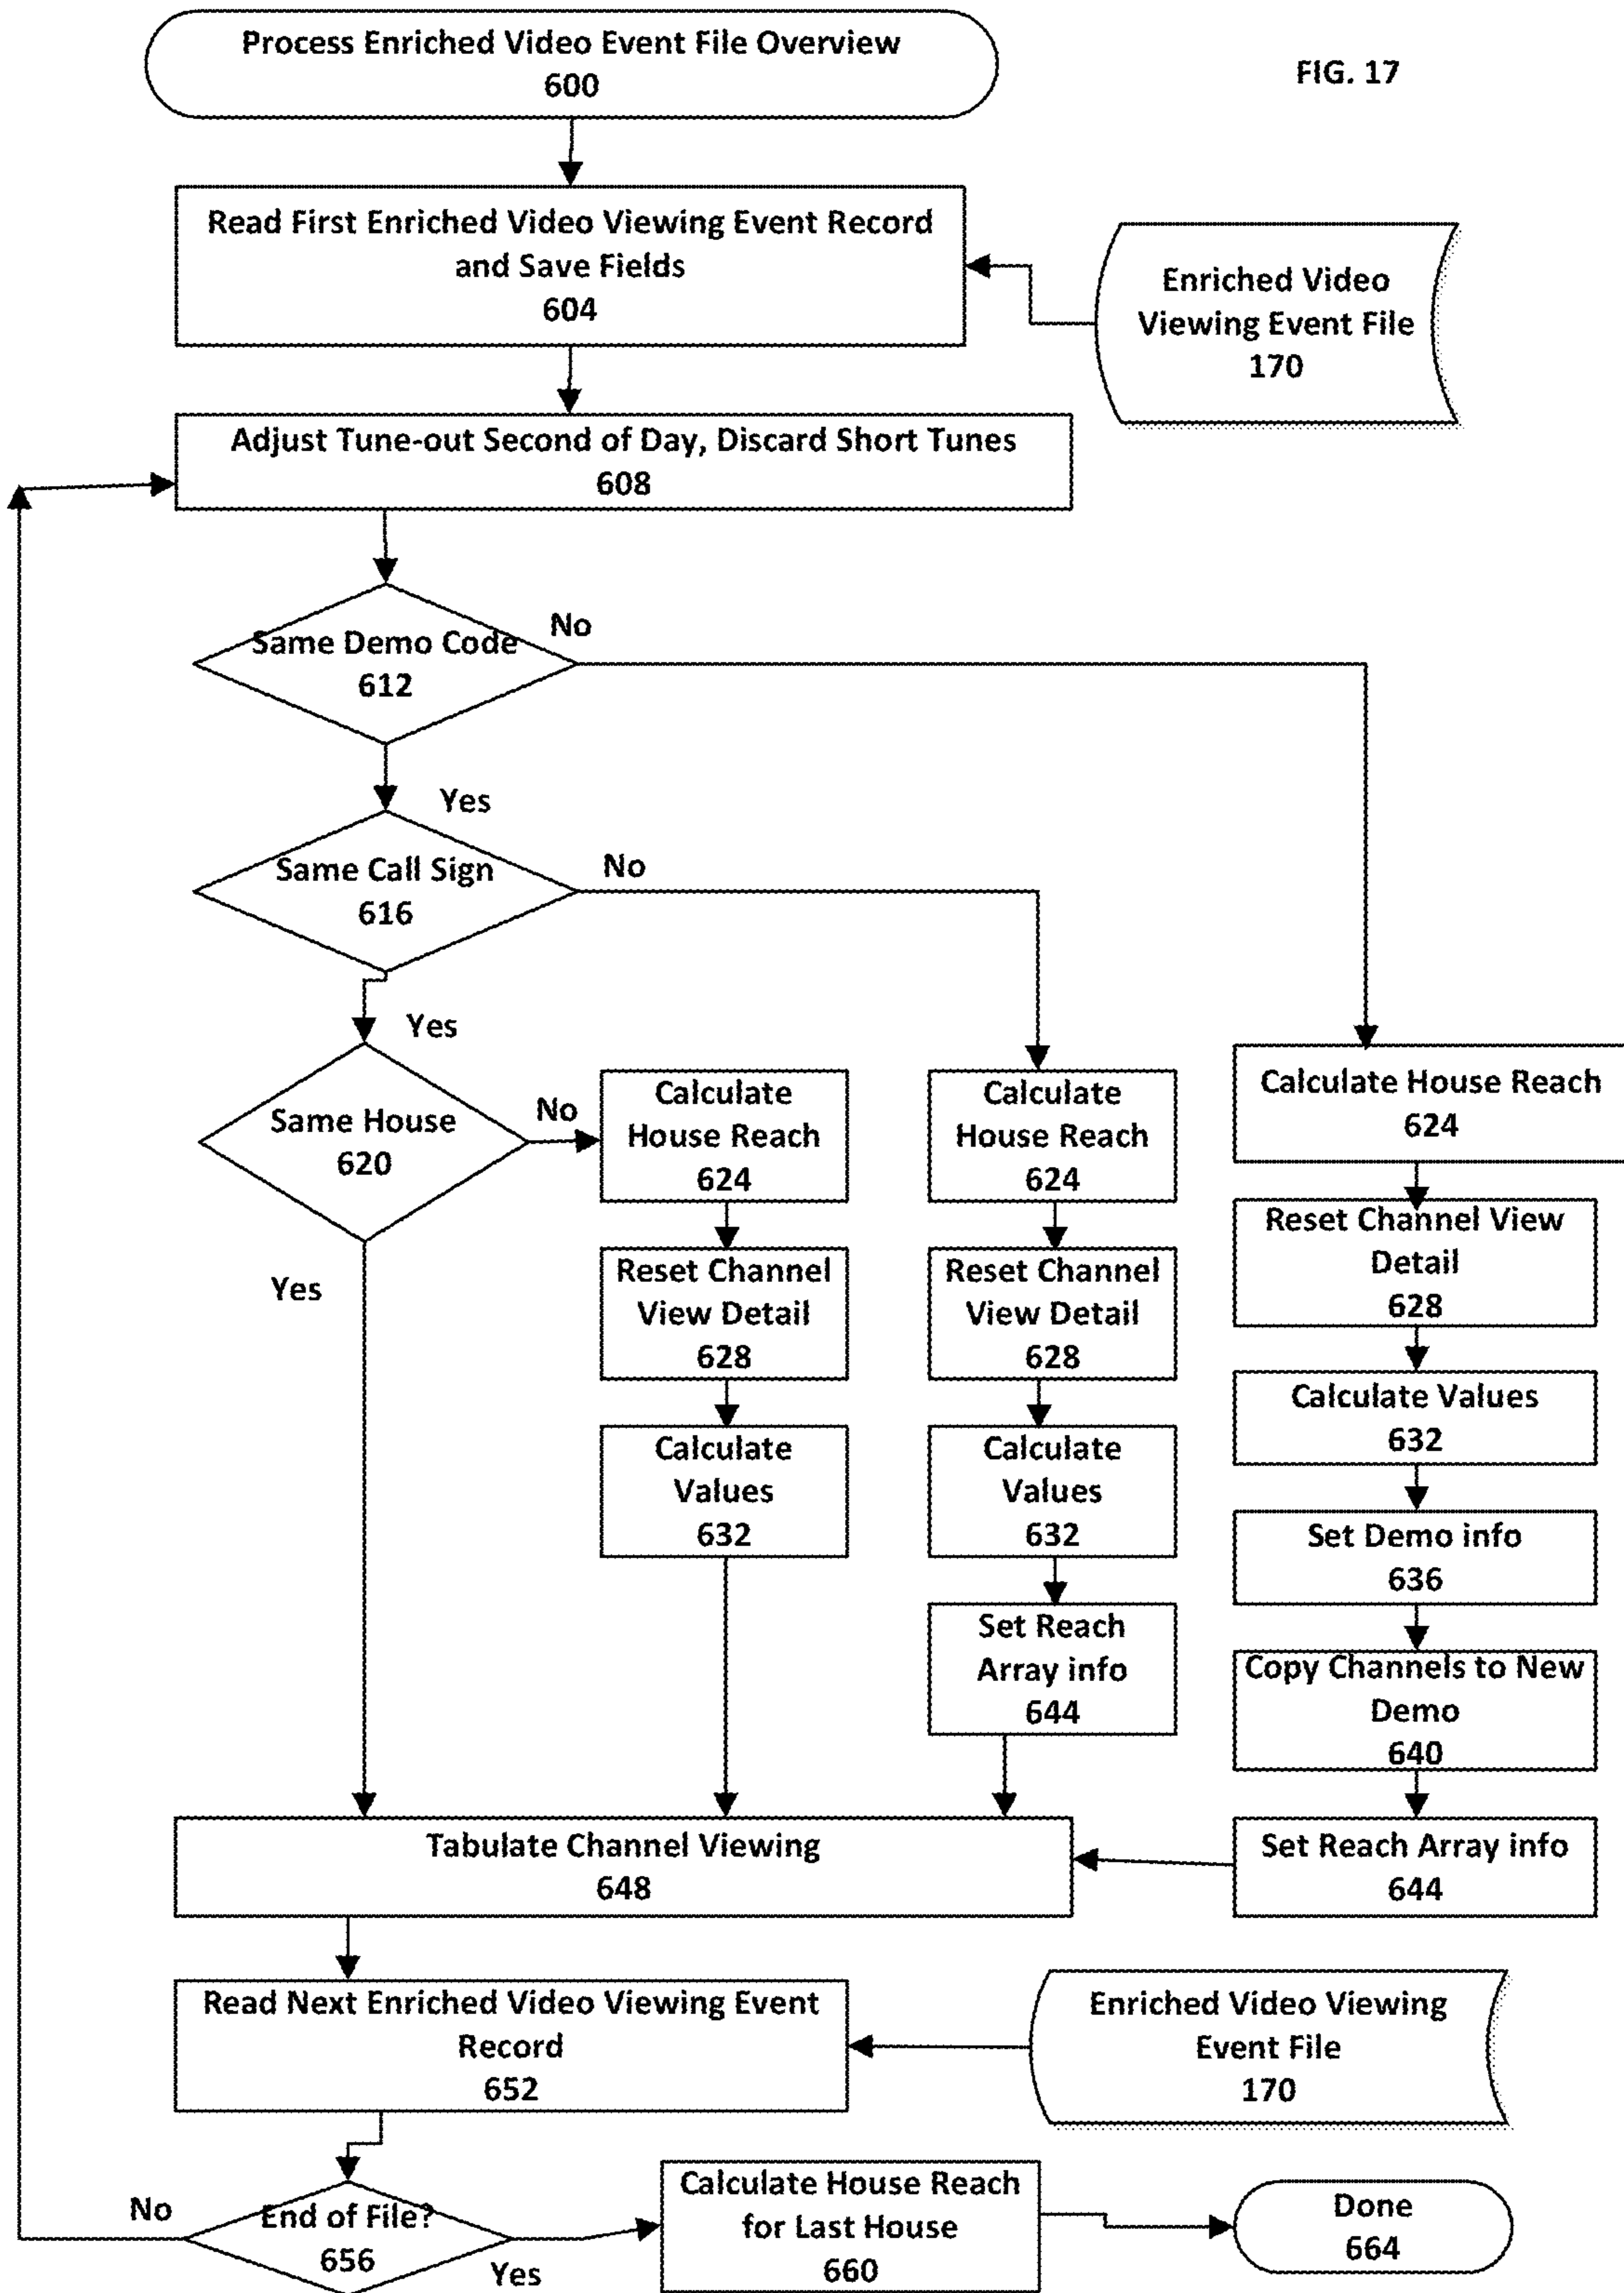 Process Enriched Video Event File Overview
600
FIG. 17
Read First Enriched Video Viewing Event Record
and Save Fields
604
Enriched Video
Viewing Event File
170
Adjust Tune-out Second of Day, Discard Short Tunes
608
Same Demo Code
612
No
Yes
Same Call Sign
616
No
Yes
Same House
620
No
Yes
Calculate
House Reach
624
Reset Channel
View Detail
628
Calculate
Values
632
Calculate
House Reach
624
Reset Channel
View Detail
628
Calculate
Values
632
Set Reach
Array info
644
Calculate House Reach
624
Reset Channel View
Detail
628
Calculate Values
632
Set Demo info
636
Copy Channels to New
Demo
640
Set Reach Array info
644
Tabulate Channel Viewing
648
Read Next Enriched Video Viewing Event
Record
652
Enriched Video Viewing
Event File
170
End of File?
656
No
Yes
Calculate House Reach
for Last House
660
Done
664